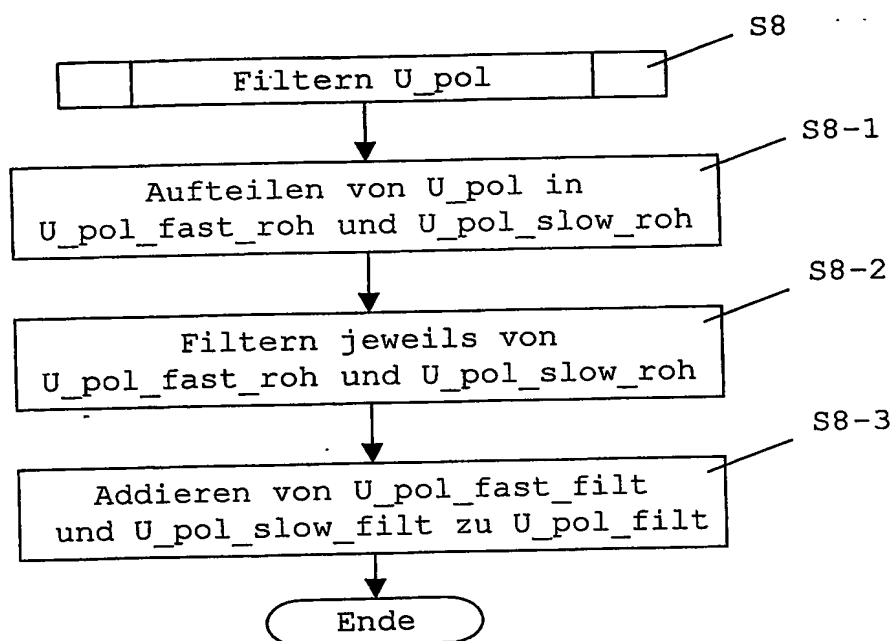 S8
Filtern U_pol
S8-1
Aufteilen von U_pol in
U_pol_fast_roh und U_pol_slow_roh
S8-2
Filtern jeweils von
U_pol_fast_roh und U_pol_slow_roh
S8-3
Addieren von U_pol_fast_filt
und U_pol_slow_filt zu U_pol_filt
Ende